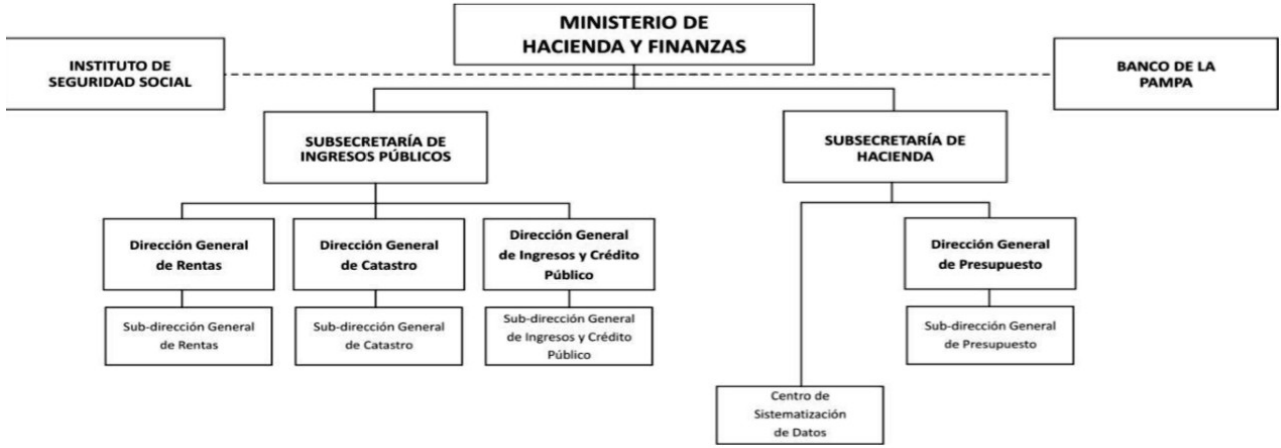 MINISTERIO DE
HACIENDA Y FINANZAS
INSTITUTO DE
SEGURIDAD SOCIAL
BANCO DE LA
PAMPA
SUBSECRETARÍA DE
INGRESOS PÚBLICOS
SUBSECRETARÍA DE
HACIENDA
Dirección General
de Rentas
Dirección General
de Catastro
Dirección General
de Ingresos y Crédito
Público
Dirección General
de Presupuesto
Sub-dirección General
de Rentas
Sub-dirección General
de Catastro
Sub-dirección General
de Ingresos y Crédito
Público
Sub-dirección General
de Presupuesto
Centro de
Sistematización
de Datos